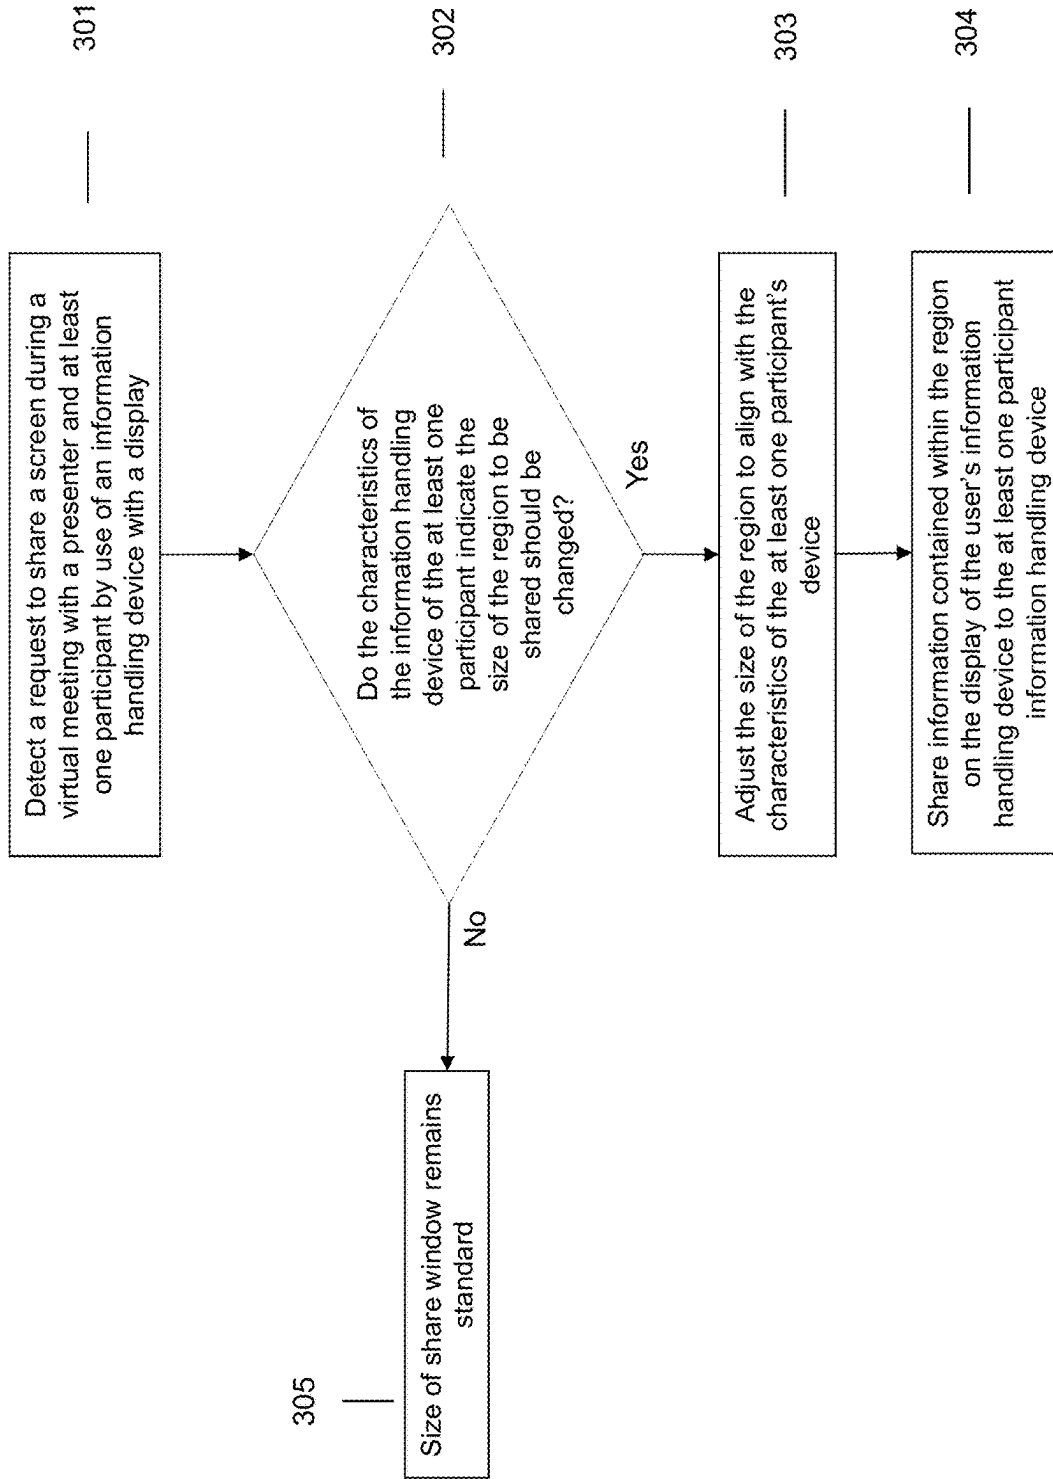 Detect a request to share a screen during a
virtual meeting with a presenter and at least
one participant by use of an information
handling device with a display
301
Do the characteristics of
the information handling
device of the at least one
participant indicate the
size of the region to be
shared should be
changed?
302
No
Yes
Size of share window remains
standard
305
Adjust the size of the region to align with the
characteristics of the at least one participant's
device
303
Share information contained within the region
on the display of the user's information
handling device to the at least one participant
information handling device
304